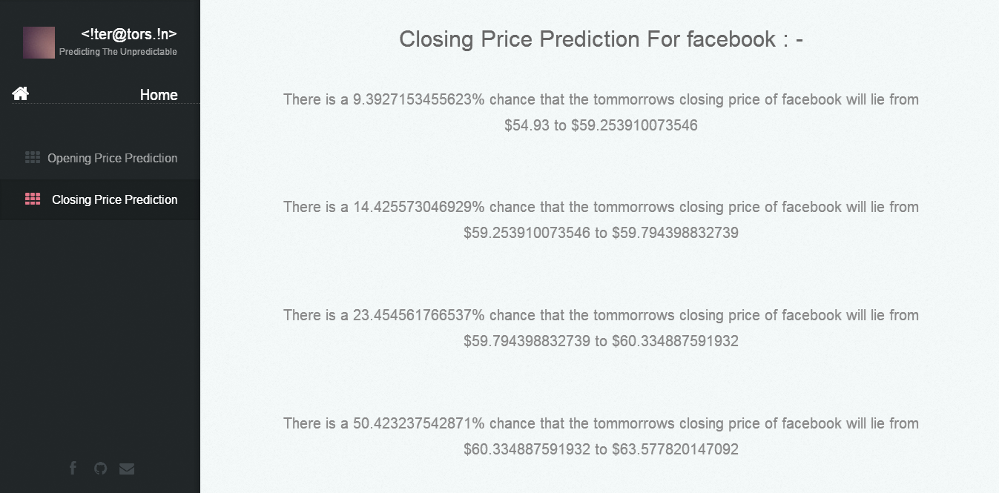 <!ter@tors.!n>
Predicting The Unpredictable
Home
Opening Price Prediction
Closing Price Prediction
Closing Price Prediction For facebook : -
There is a 9.3927153455623% chance that the tommorrows closing price of facebook will lie from
$54.93 to $59.253910073546
There is a 14.425573046929% chance that the tommorrows closing price of facebook will lie from
$59.253910073546 to $59.794398832739
There is a 23.454561766537% chance that the tommorrows closing price of facebook will lie from
$59.794398832739 to $60.334887591932
There is a 50.423237542871% chance that the tommorrows closing price of facebook will lie from
$60.334887591932 to $63.577820147092